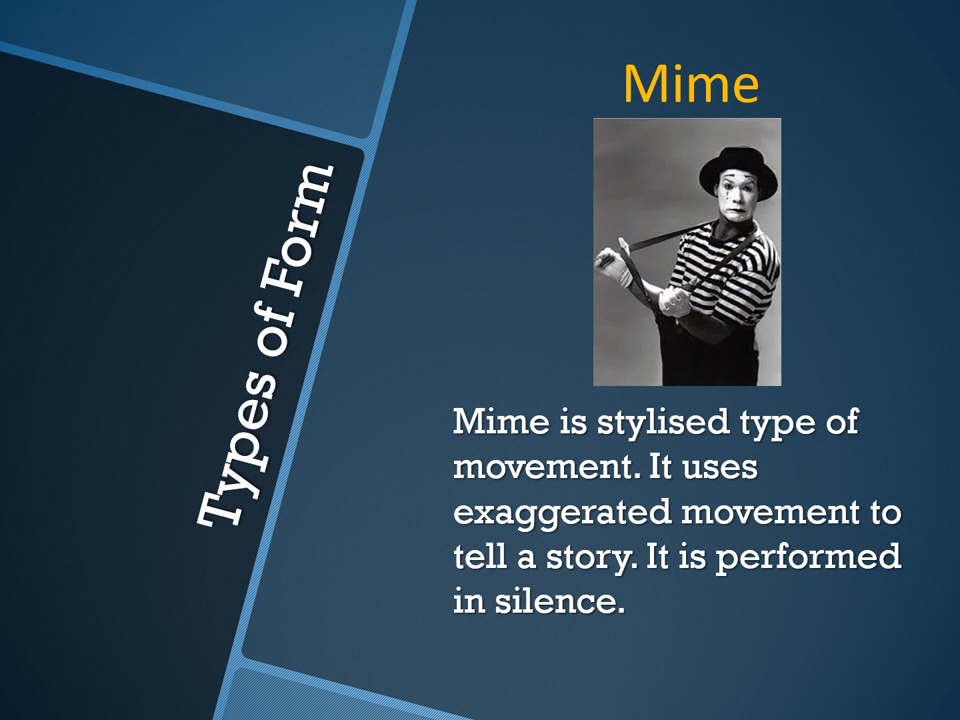 Types of Form
Mime
Mime is stylised type of
movement. It uses
exaggerated movement to
tell a story. It is performed
in silence.